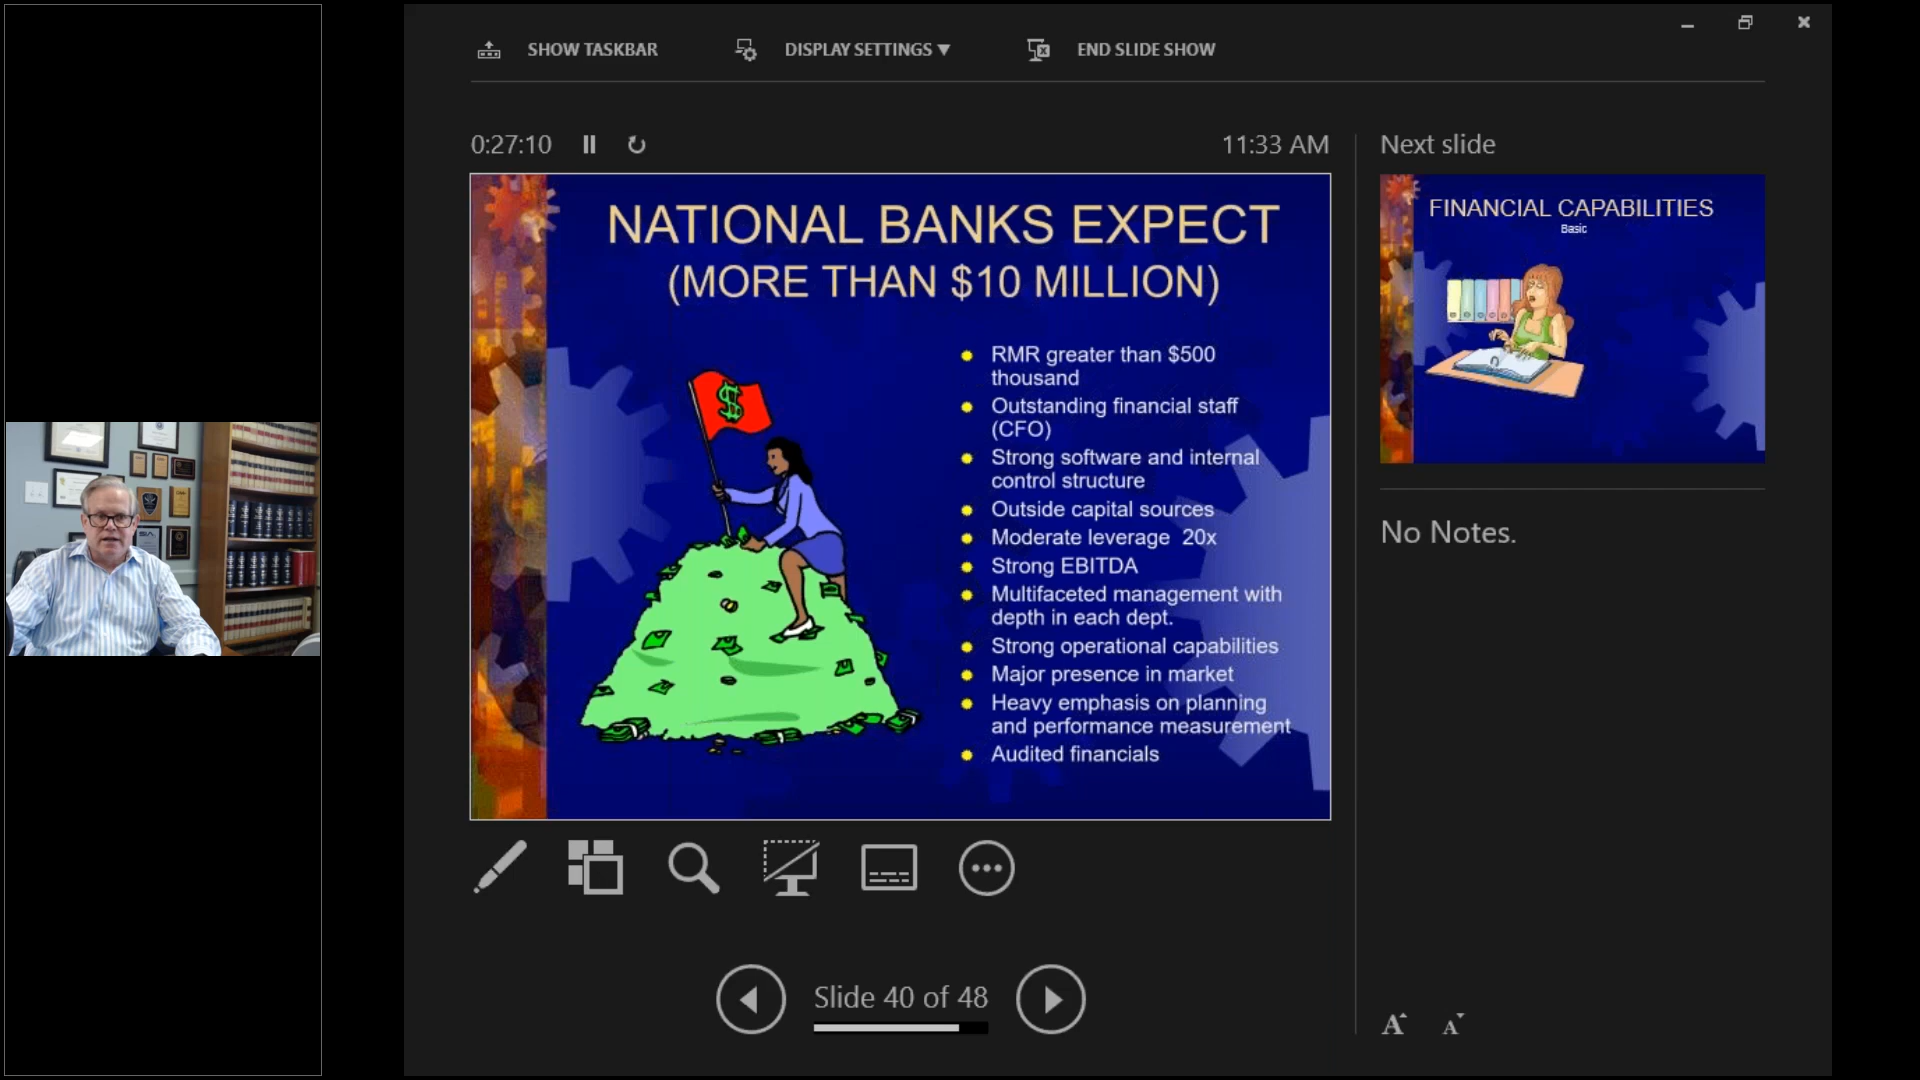 SHOW TASKBAR
DISPLAY SETTINGS ▼
END SLIDE SHOW
0:27:10
11:33 AM
Next slide
NATIONAL BANKS EXPECT
(MORE THAN $10 MILLION)
$
RMR greater than $500
thousand
Outstanding financial staff
(CFO)
Strong software and internal
control structure
Outside capital sources
Moderate leverage 20x
Strong EBITDA
Multifaceted management with
depth in each dept.
Strong operational capabilities
Major presence in market
Heavy emphasis on planning
and performance measurement
Audited financials
FINANCIAL CAPABILITIES
Basic
No Notes.
Slide 40 of 48
A
A